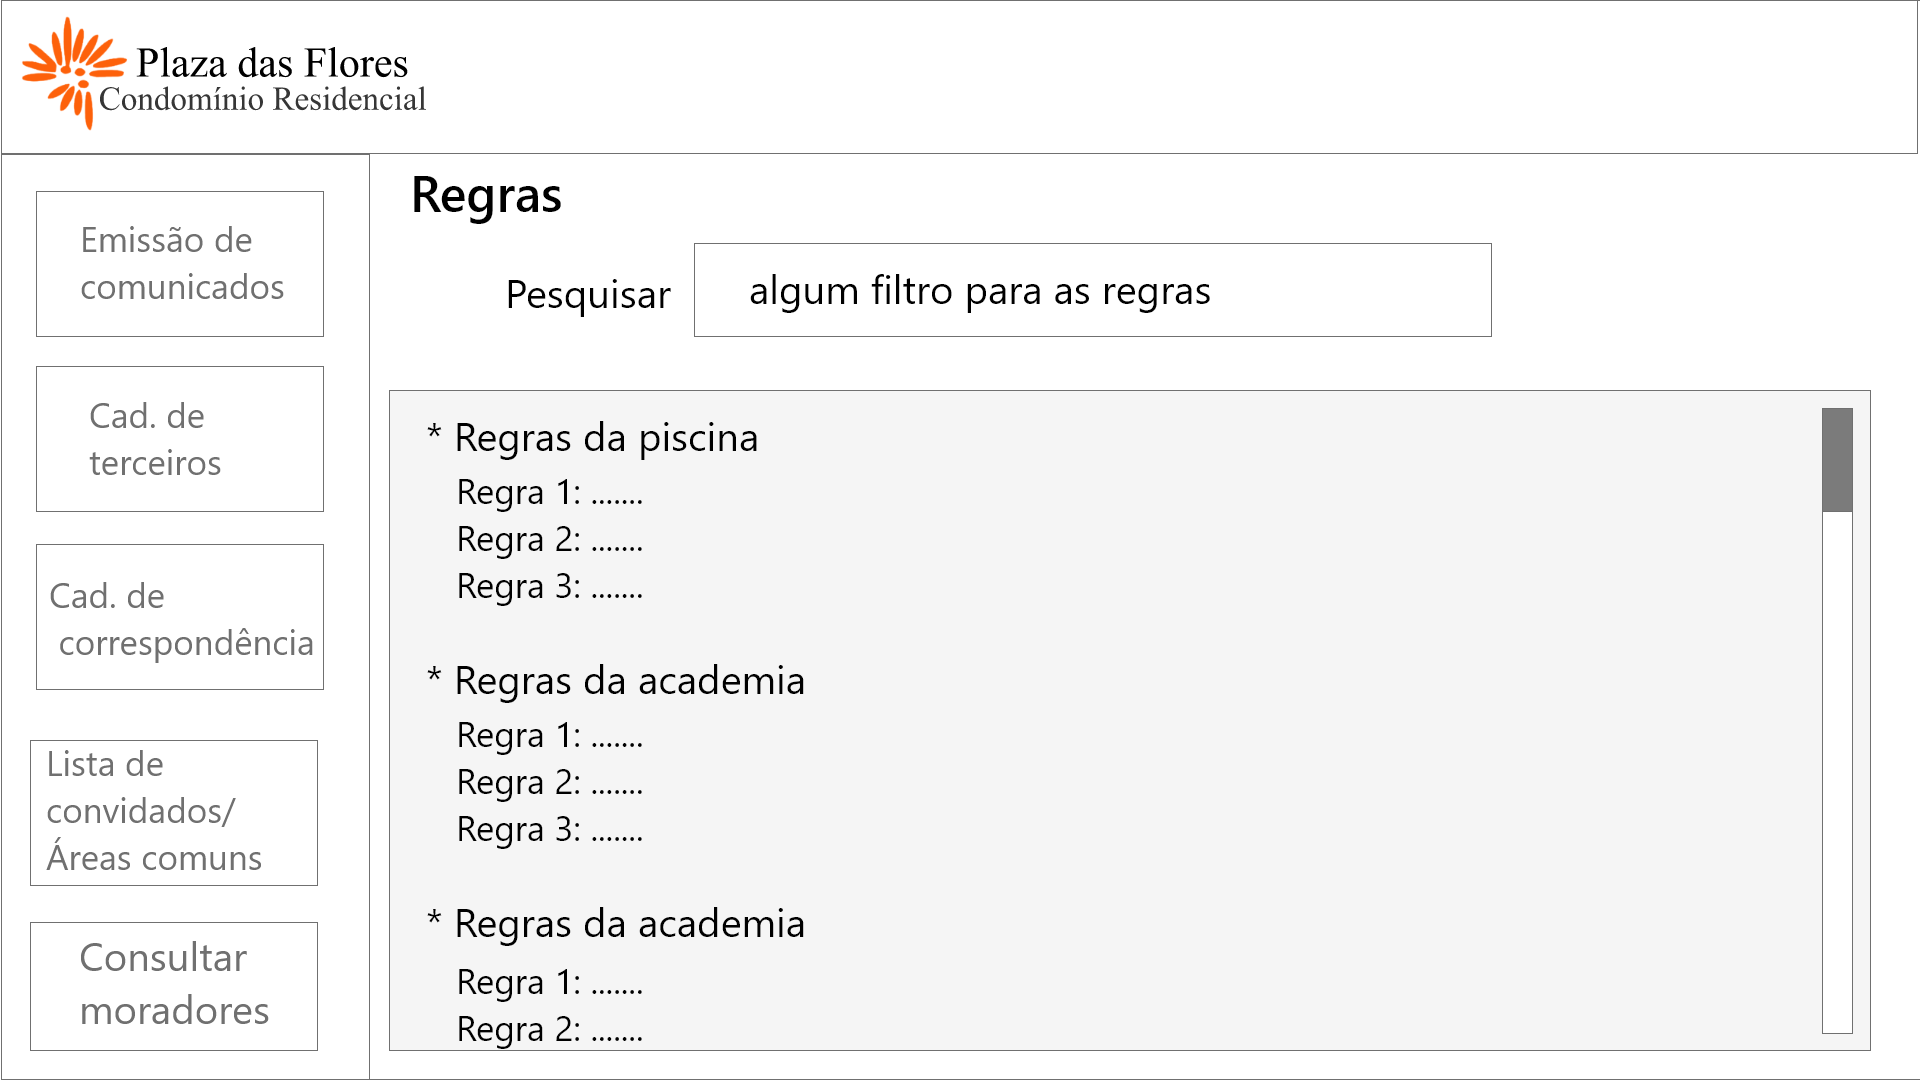 Plaza das Flores
Condomínio Residencial
Emissão de
comunicados
Cad. de
terceiros
Cad. de
correspondência
Lista de
convidados/
Áreas comuns
Consultar
moradores
Regras
Pesquisar
algum filtro para as regras
* Regras da piscina
Regra 1: .......
Regra 2: .......
Regra 3: .......
* Regras da academia
Regra 1: .......
Regra 2: .......
Regra 3: .......
* Regras da academia
Regra 1: .......
Regra 2: .......